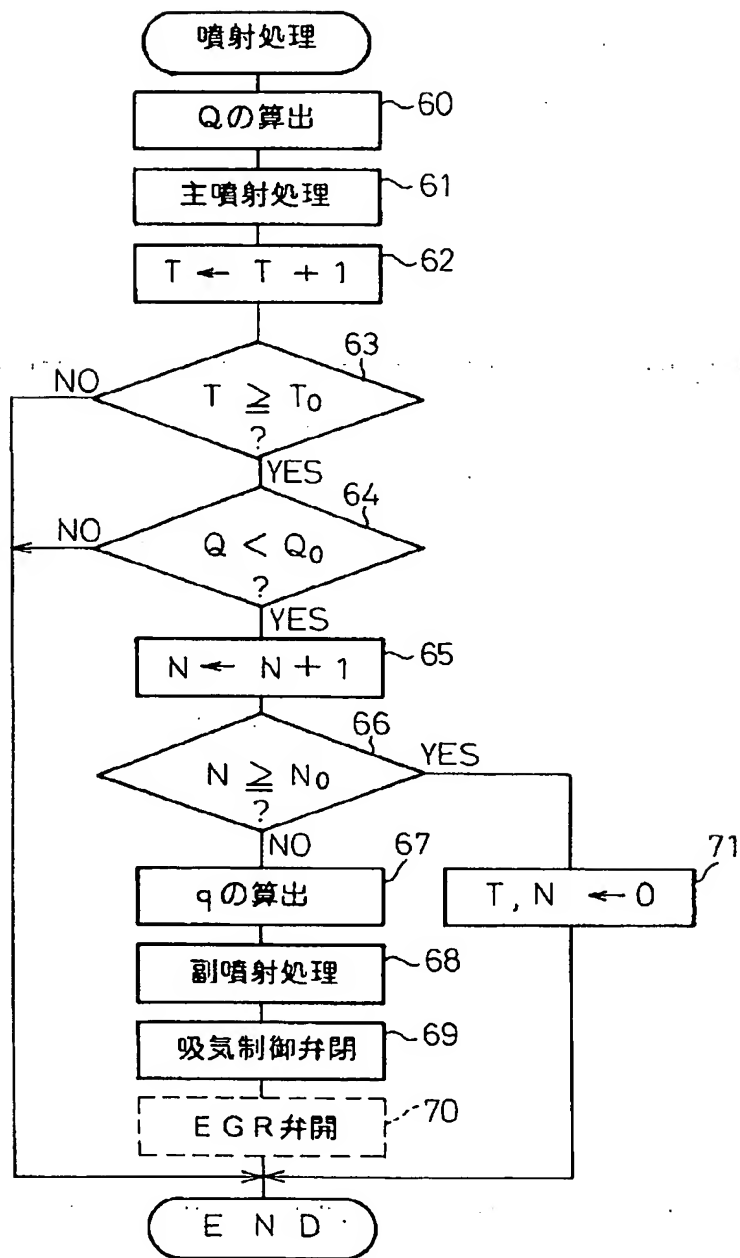 噴射処理
Qの算出
60
主噴射処理
61
T ← T + 1
62
63
NO
T ≧ T0
?
YES
64
NO
Q < Q0
?
YES
N ← N + 1
65
66
YES
N ≧ N0
?
NO
67
qの算出
71
T, N ← 0
副噴射処理
68
吸気制御弁閉
69
EGR弁開
70
END